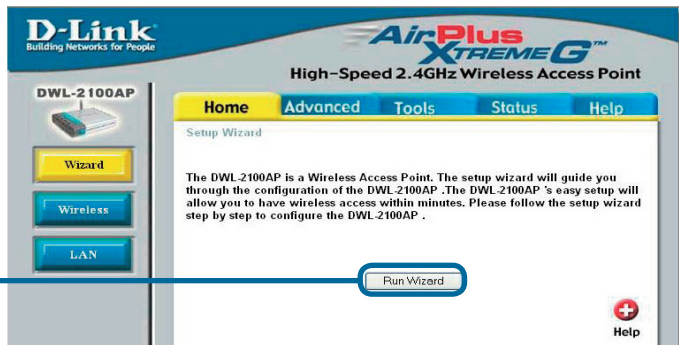 D-Link
Building Networks for People
AirPlus
XTREME G™
High-Speed 2.4GHz Wireless Access Point
DWL-2100AP
Home Advanced Tools Status Help
Setup Wizard
Wizard
Wireless
LAN
The DWL-2100AP is a Wireless Access Point. The setup wizard will guide you
through the configuration of the DWL-2100AP .The DWL-2100AP 's easy setup will
allow you to have wireless access within minutes. Please follow the setup wizard
step by step to configure the DWL-2100AP .
Run Wizard
Help